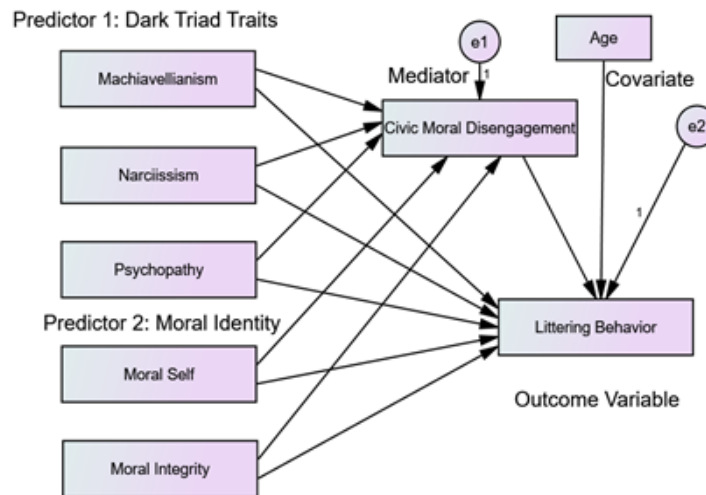 Predictor 1: Dark Triad Traits
e1
Age
Machiavellianism
Mediator
1
Covariate
Civic Moral Disengagement
e2
Narciissism
1
Psychopathy
Predictor 2: Moral Identity
Littering Behavior
Moral Self
Outcome Variable
Moral Integrity